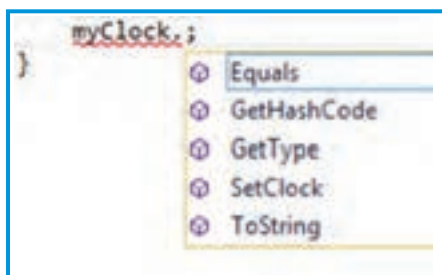 myClock.;
}
Equals
GetHashCode
GetType
SetClock
ToString